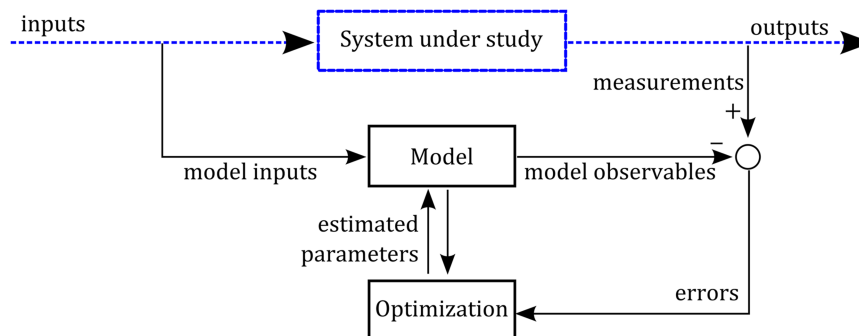 inputs
System under study
outputs
measurements
+
−
Model
model inputs
model observables
estimated
parameters
Optimization
errors